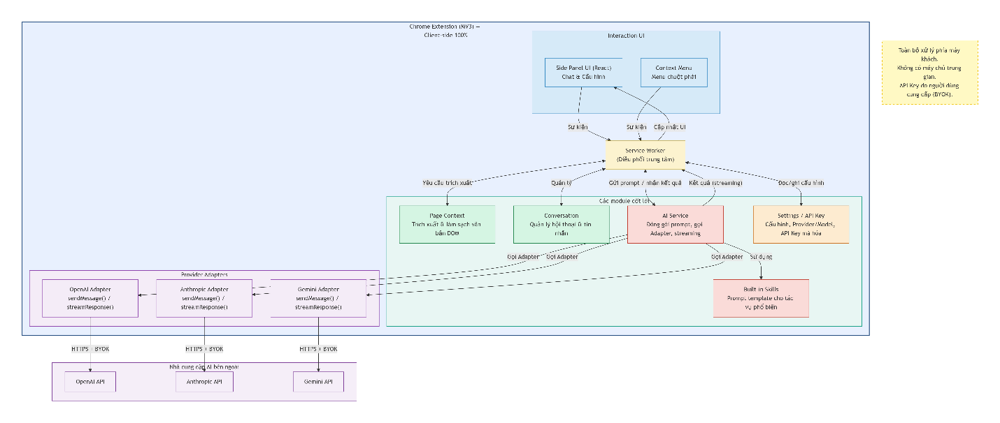 Chrome Extension (MV3) —
Client-side 100%
Interaction UI
Side Panel UI (React)
Chat & Cấu hình
Context Menu
Menu chuột phải
Toàn bộ xử lý phía máy
khách.
Không có máy chủ trung
gian.
API Key do người dùng
cung cấp (BYOK).
Sự kiện
Sự kiện
Cập nhật UI
Service Worker
(Điều phối trung tâm)
Yêu cầu trích xuất
Quản lý
Gửi prompt / nhận kết quả
Kết quả (streaming)
Đọc/ghi cấu hình
Các module cốt lõi
Page Context
Trích xuất & làm sạch văn
bản DOM
Conversation
Quản lý hội thoại & tin
nhắn
AI Service
Đóng gói prompt, gọi
Adapter, streaming
Settings / API Key
Cấu hình, Provider/Model,
API Key mã hóa
Gọi Adapter
Gọi Adapter
Gọi Adapter
Sử dụng
Provider Adapters
OpenAI Adapter
sendMessage() /
streamResponse()
Anthropic Adapter
sendMessage() /
streamResponse()
Gemini Adapter
sendMessage() /
streamResponse()
Built-in Skills
Prompt template cho tác
vụ phổ biến
HTTPS + BYOK
HTTPS + BYOK
HTTPS + BYOK
Nhà cung cấp AI bên ngoài
OpenAI API
Anthropic API
Gemini API